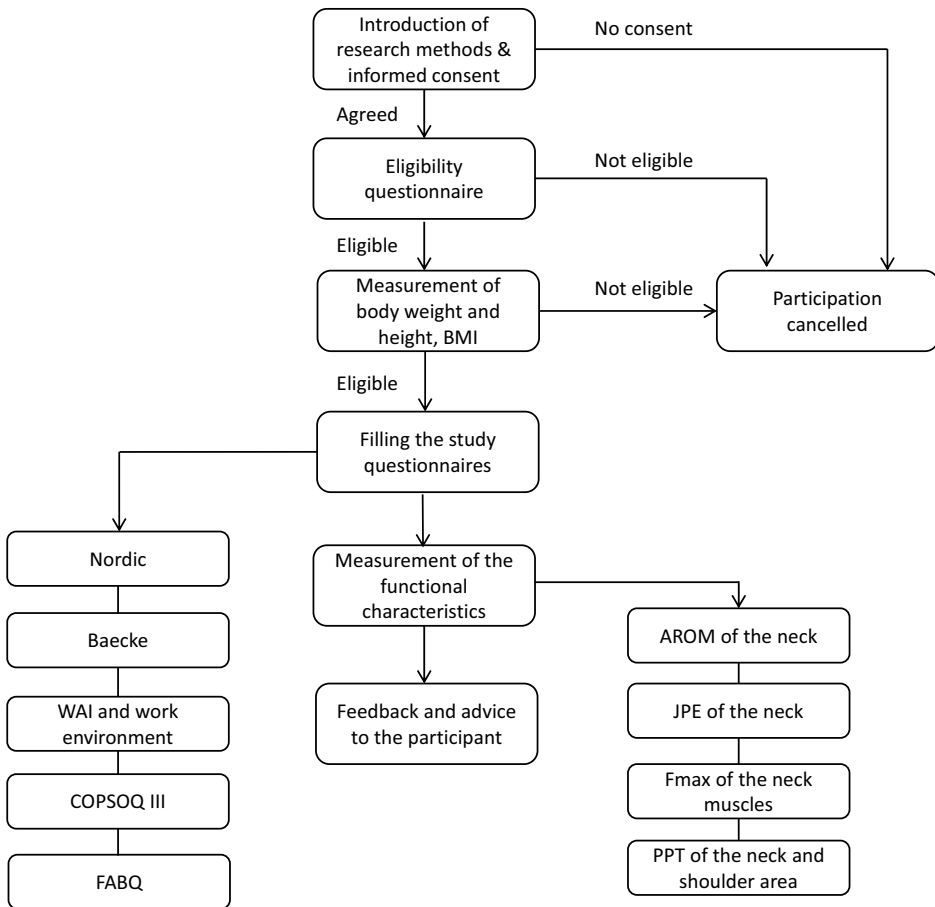 Introduction of
research methods &
informed consent
No consent
Agreed
Eligibility
questionnaire
Not eligible
Eligible
Measurement of
body weight and
height, BMI
Not eligible
Participation
cancelled
Eligible
Filling the study
questionnaires
Nordic
Baecke
WAI and work
environment
COPSOQ III
FABQ
Measurement of the
functional
characteristics
Feedback and advice
to the participant
AROM of the neck
JPE of the neck
Fmax of the neck
muscles
PPT of the neck and
shoulder area